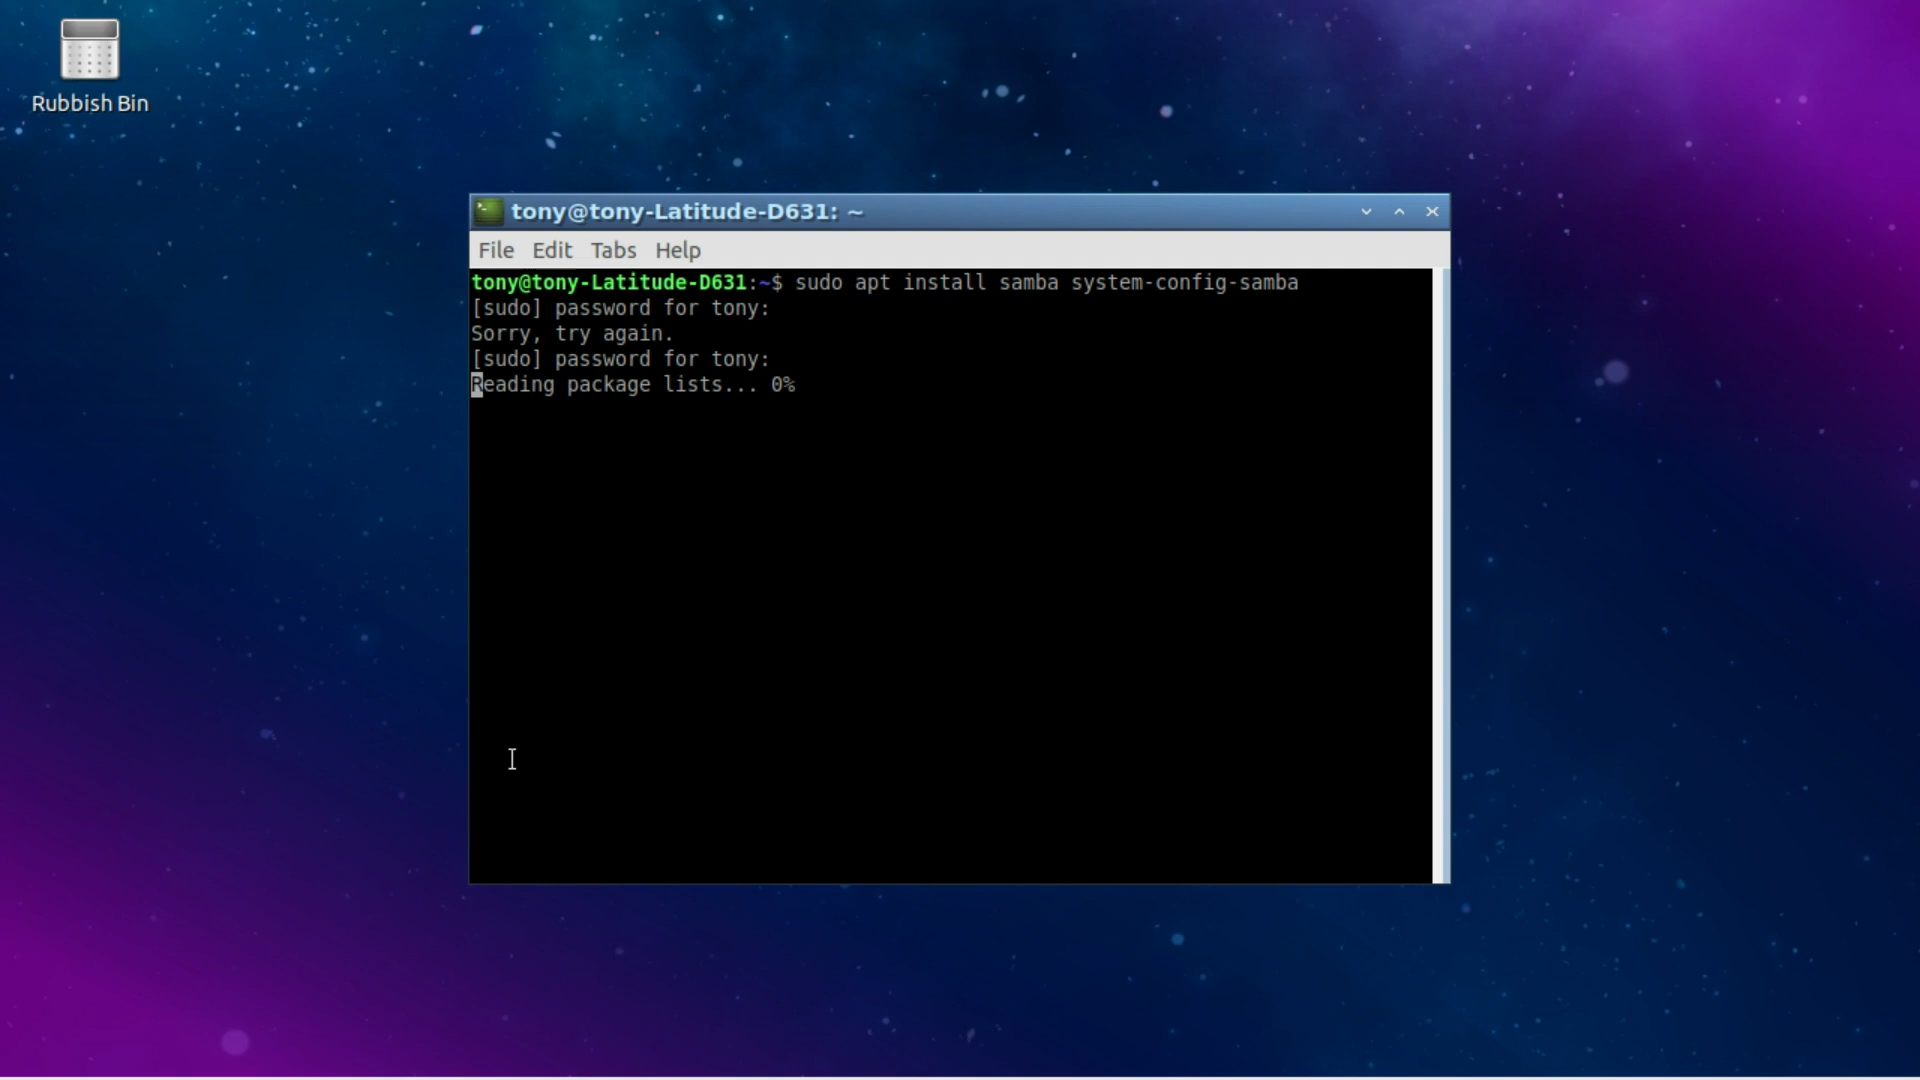 Rubbish Bin
tony@tony-Latitude-D631: ~
File Edit Tabs Help
tony@tony-Latitude-D631:~$ sudo apt install samba system-config-samba
[sudo] password for tony:
Sorry, try again.
[sudo] password for tony:
Reading package lists... 0%